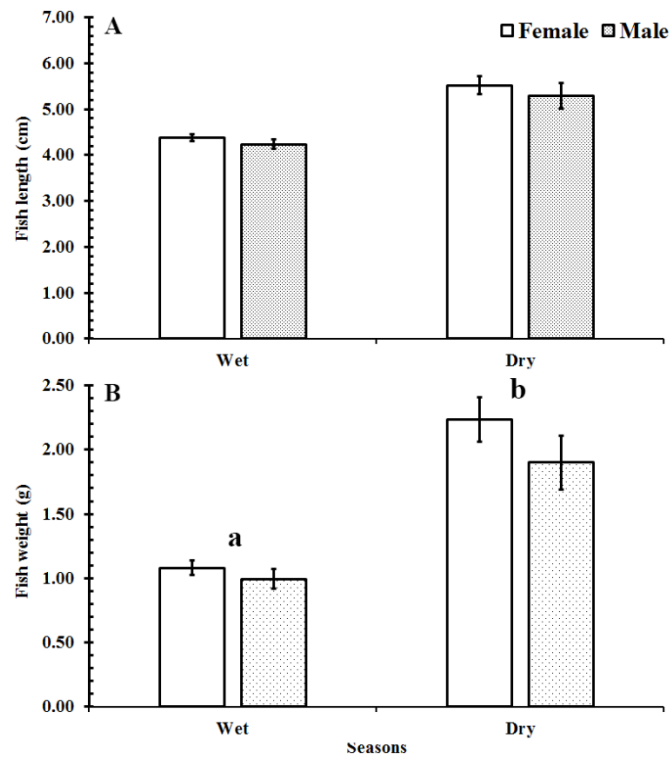 A
Female Male
Fish length (cm)
7.00
6.00
5.00
4.00
3.00
2.00
1.00
0.00
Wet Dry
B
a
b
Fish weight (g)
2.50
2.00
1.50
1.00
0.50
0.00
Wet Dry
Seasons